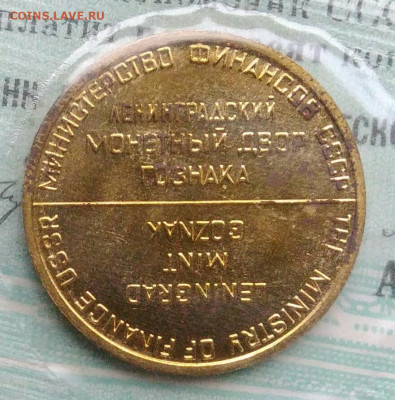 COINS.LAVE.RU
МИНИСТЕРСТВО ФИНАНСОВ СССР
ЛЕНИНГРАДСКИЙ
МОНЕТНЫЙ ДВОР
ГОЗНАКА
THE MINISTRY OF FINANCE USSR
LENINGRAD
MINT
GOZNAK